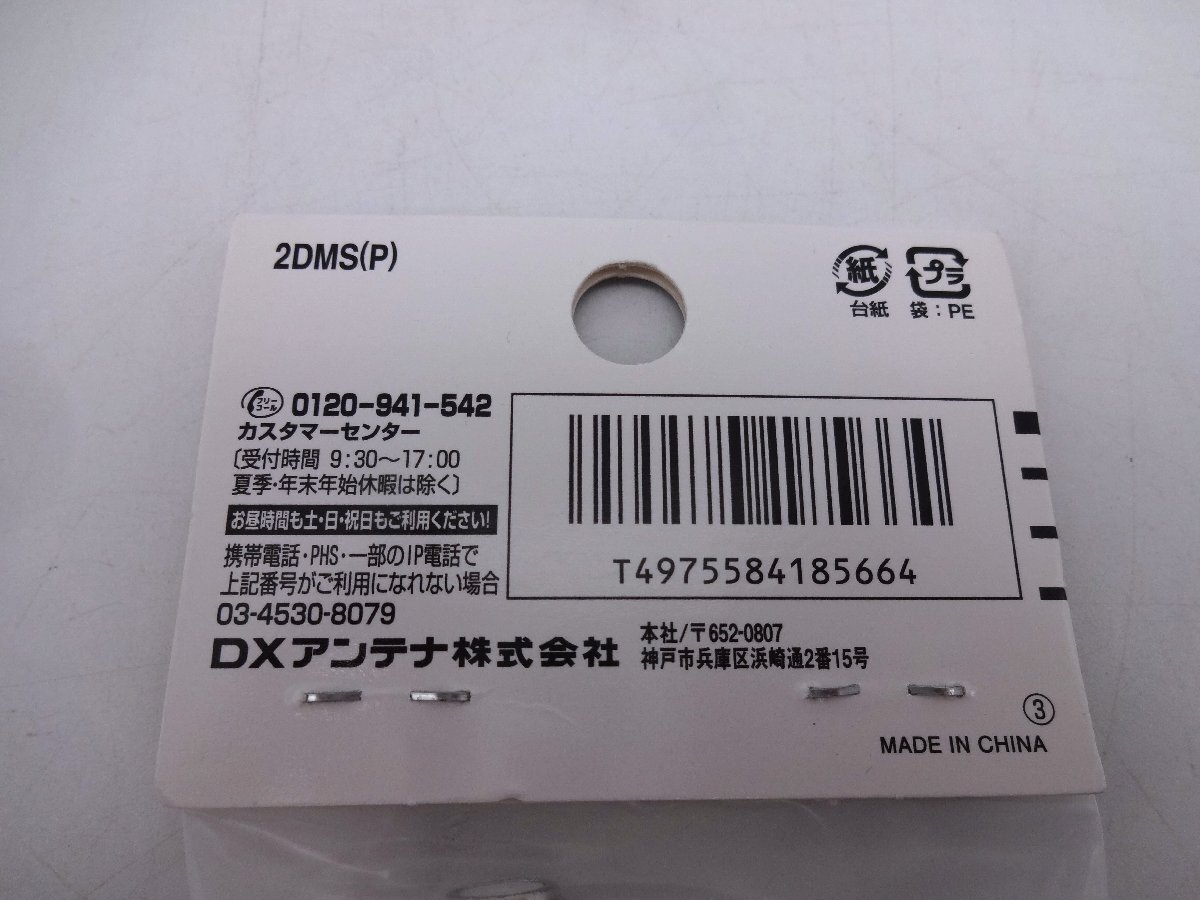 2DMS(P)
紙
プラ
台紙 袋：PE
フリーコール 0120-941-542
カスタマーセンター
〔受付時間 9:30～17:00
夏季・年末年始休暇は除く〕
お昼時間も土・日・祝日もご利用ください!
携帯電話・PHS・一部のIP電話で
上記番号がご利用になれない場合
03-4530-8079
T4975584185664
DXアンテナ株式会社
本社/〒652-0807
神戸市兵庫区浜崎通2番15号
③
MADE IN CHINA